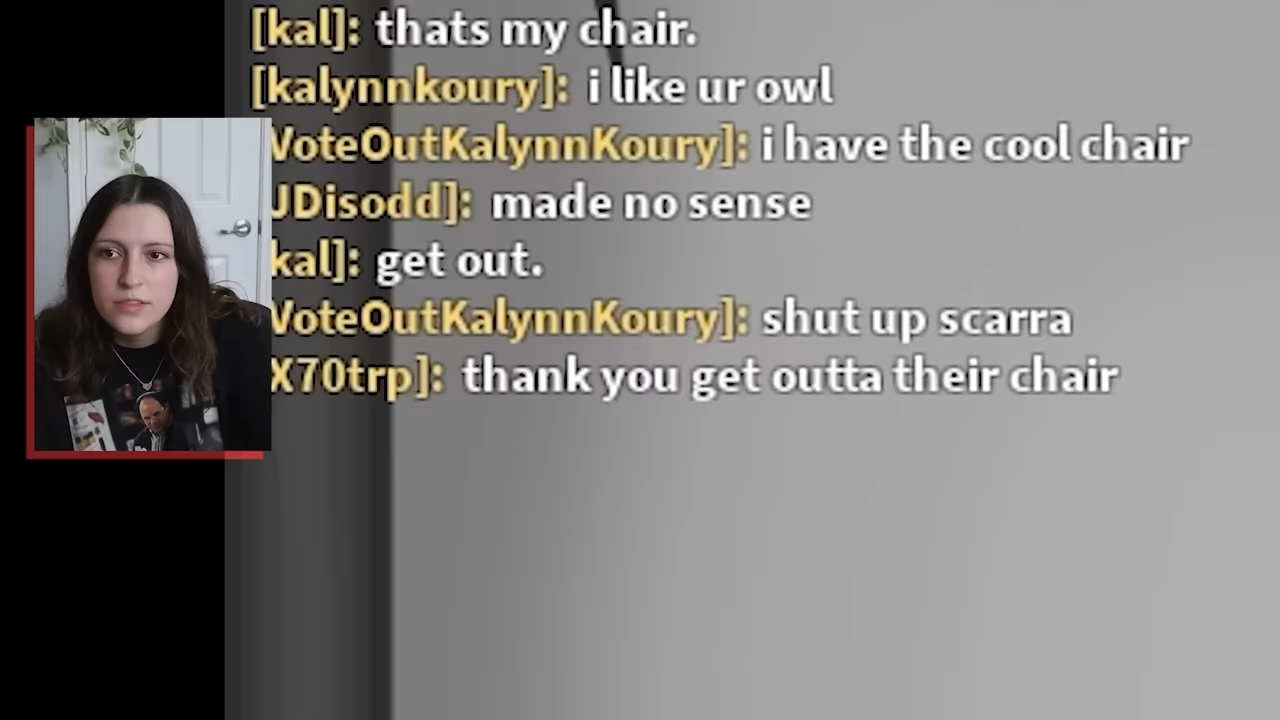 [kal]: thats my chair.
[kalynnkoury]: i like ur owl
VoteOutKalynnKoury]: i have the cool chair
JDisodd]: made no sense
kal]: get out.
VoteOutKalynnKoury]: shut up scarra
X70trp]: thank you get outta their chair